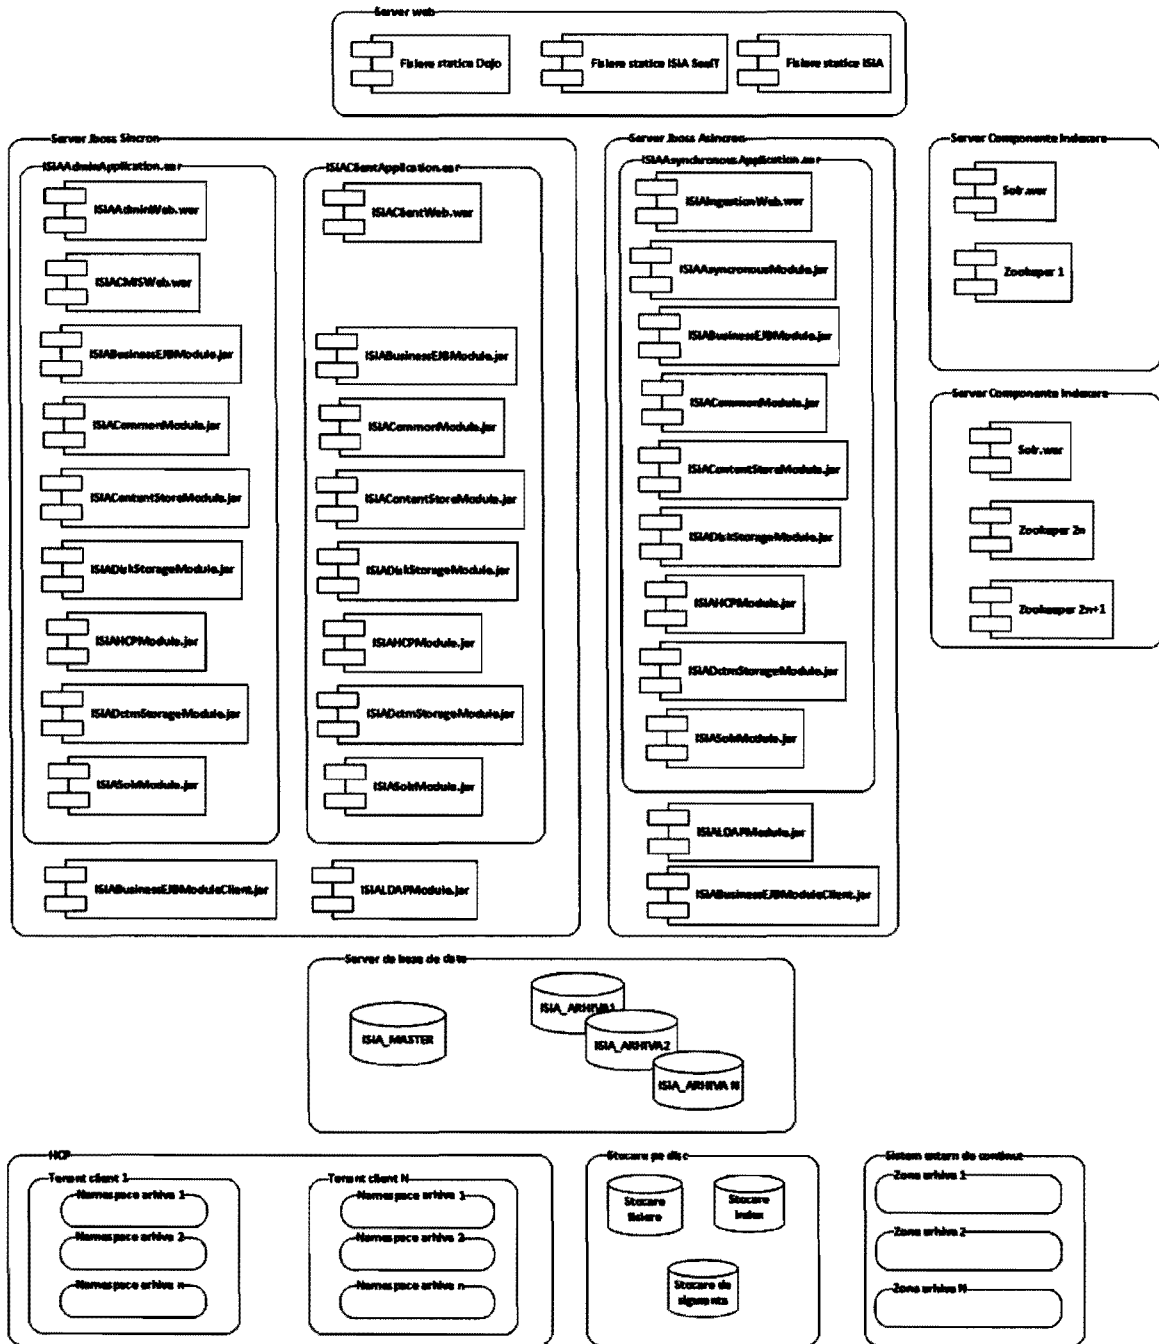 Server web
Fisiere statice Dojo
Fisiere statice ISIA SaaIT
Fisiere statice ISIA
Server Jboss Sincron
ISIAAdminApplication.ear
ISIAAdminWeb.war
ISIACMISWeb.war
ISIABusinessEJBModule.jar
ISIACommonModule.jar
ISIAContentStoreModule.jar
ISIADiskStorageModule.jar
ISIAHCPModule.jar
ISIADctmStorageModule.jar
ISIASolrModule.jar
ISIAClientApplication.ear
ISIAClientWeb.war
ISIABusinessEJBModule.jar
ISIACommonModule.jar
ISIAContentStoreModule.jar
ISIADiskStorageModule.jar
ISIAHCPModule.jar
ISIADctmStorageModule.jar
ISIASolrModule.jar
ISIABusinessEJBModuleClient.jar
ISIALDAPModule.jar
Server Jboss Asincron
ISIAAsynchronousApplication.ear
ISIAIngestionWeb.war
ISIAAsyncronousModule.jar
ISIABusinessEJBModule.jar
ISIACommonModule.jar
ISIAContentStoreModule.jar
ISIADiskStorageModule.jar
ISIAHCPModule.jar
ISIADctmStorageModule.jar
ISIASolrModule.jar
ISIALDAPModule.jar
ISIABusinessEJBModuleClient.jar
Server Componente Indexare
Solr.war
Zookeper 1
Server Componente Indexare
Solr.war
Zookeper 2n
Zookeeper 2n+1
Server de baze de date
ISIA_MASTER
ISIA_ARHIVA1
ISIA_ARHIVA2
ISIA_ARHIVA N
HCP
Tenant client 1
Namespace arhiva 1
Namespace arhiva 2
Namespace arhiva n
Tenant client N
Namespace arhiva 1
Namespace arhiva 2
Namespace arhiva n
Stocare pe disc
Stocare
fisiere
Stocare
index
Stocare de
siguranta
Sistem extern de continut
Zona arhiva 1
Zona arhiva 2
Zona arhiva N